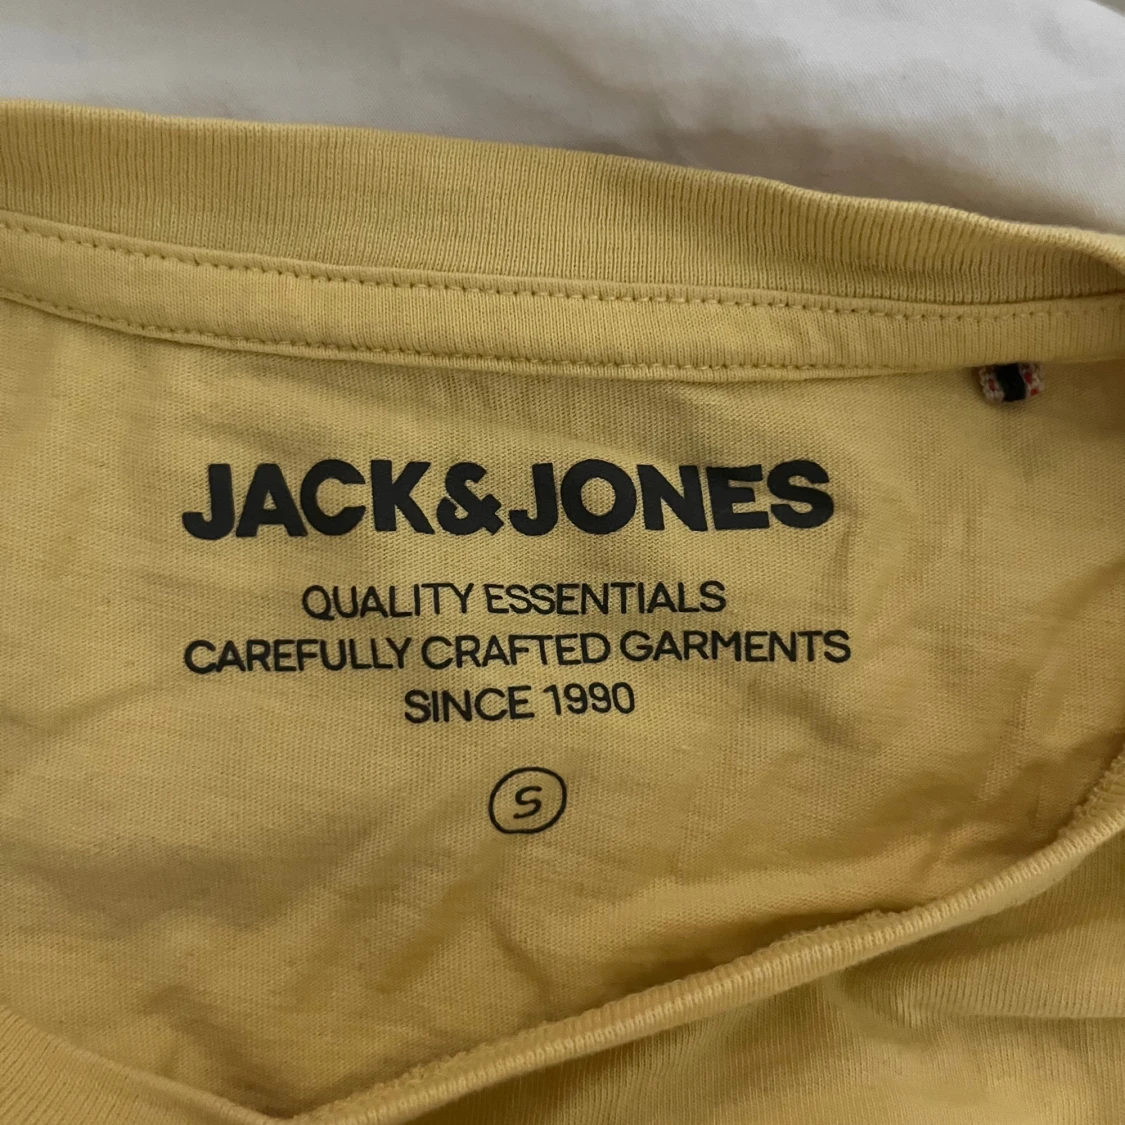 JACK&JONES
QUALITY ESSENTIALS
CAREFULLY CRAFTED GARMENTS
SINCE 1990
S